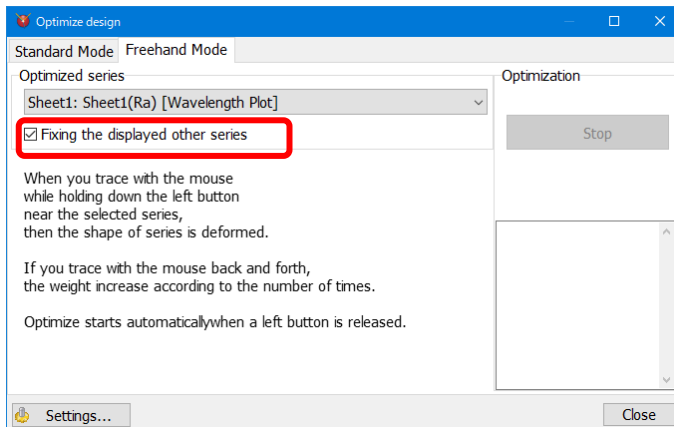 Optimize design
Standard Mode
Freehand Mode
Optimized series
Sheet1: Sheet1(Ra) [Wavelength Plot]
Fixing the displayed other series
When you trace with the mouse
while holding down the left button
near the selected series,
then the shape of series is deformed.
If you trace with the mouse back and forth,
the weight increase according to the number of times.
Optimize starts automaticallywhen a left button is released.
Optimization
Stop
Settings...
Close